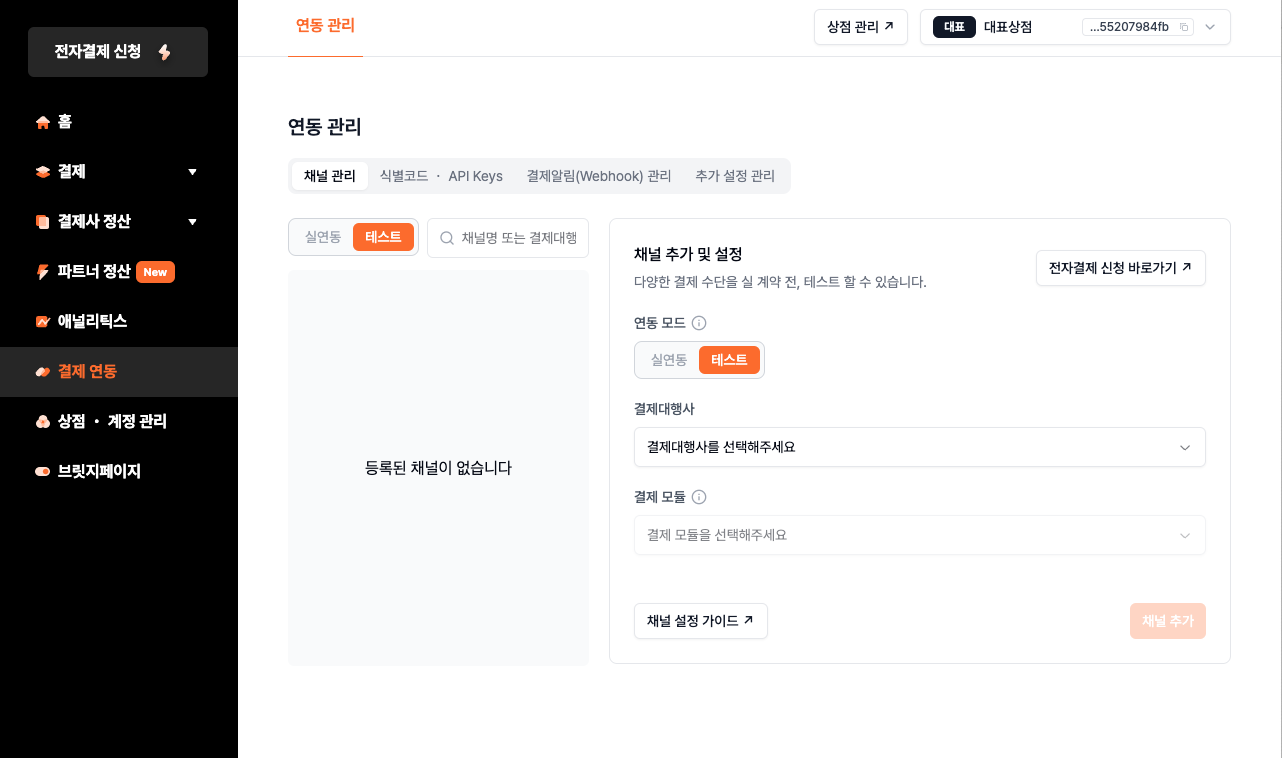 전자결제 신청
홈
결제
결제사 정산
파트너 정산 New
애널리틱스
결제 연동
상점 · 계정 관리
브릿지페이지
연동 관리
상점 관리 ↗
대표 대표상점 ...55207984fb
연동 관리
채널 관리 식별코드 · API Keys 결제알림(Webhook) 관리 추가 설정 관리
실연동 테스트 채널명 또는 결제대행
등록된 채널이 없습니다
채널 추가 및 설정
다양한 결제 수단을 실 계약 전, 테스트 할 수 있습니다.
전자결제 신청 바로가기 ↗
연동 모드
실연동 테스트
결제대행사
결제대행사를 선택해주세요
결제 모듈
결제 모듈을 선택해주세요
채널 설정 가이드 ↗
채널 추가